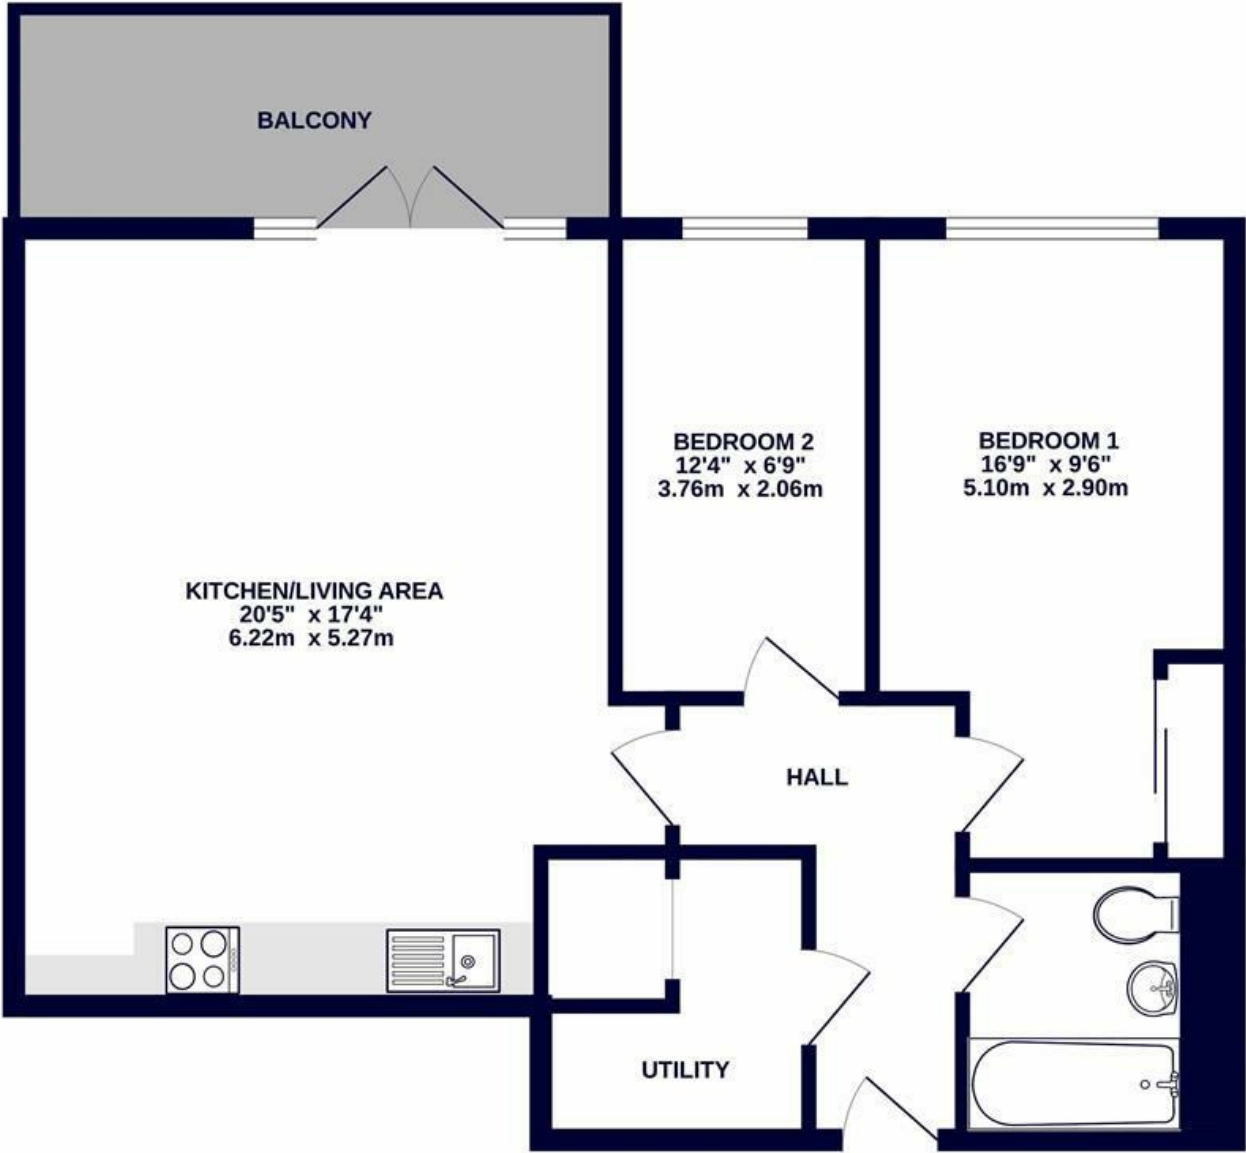 BALCONY
BEDROOM 2
12'4" x 6'9"
3.76m x 2.06m
BEDROOM 1
16'9" x 9'6"
5.10m x 2.90m
KITCHEN/LIVING AREA
20'5" x 17'4"
6.22m x 5.27m
HALL
UTILITY